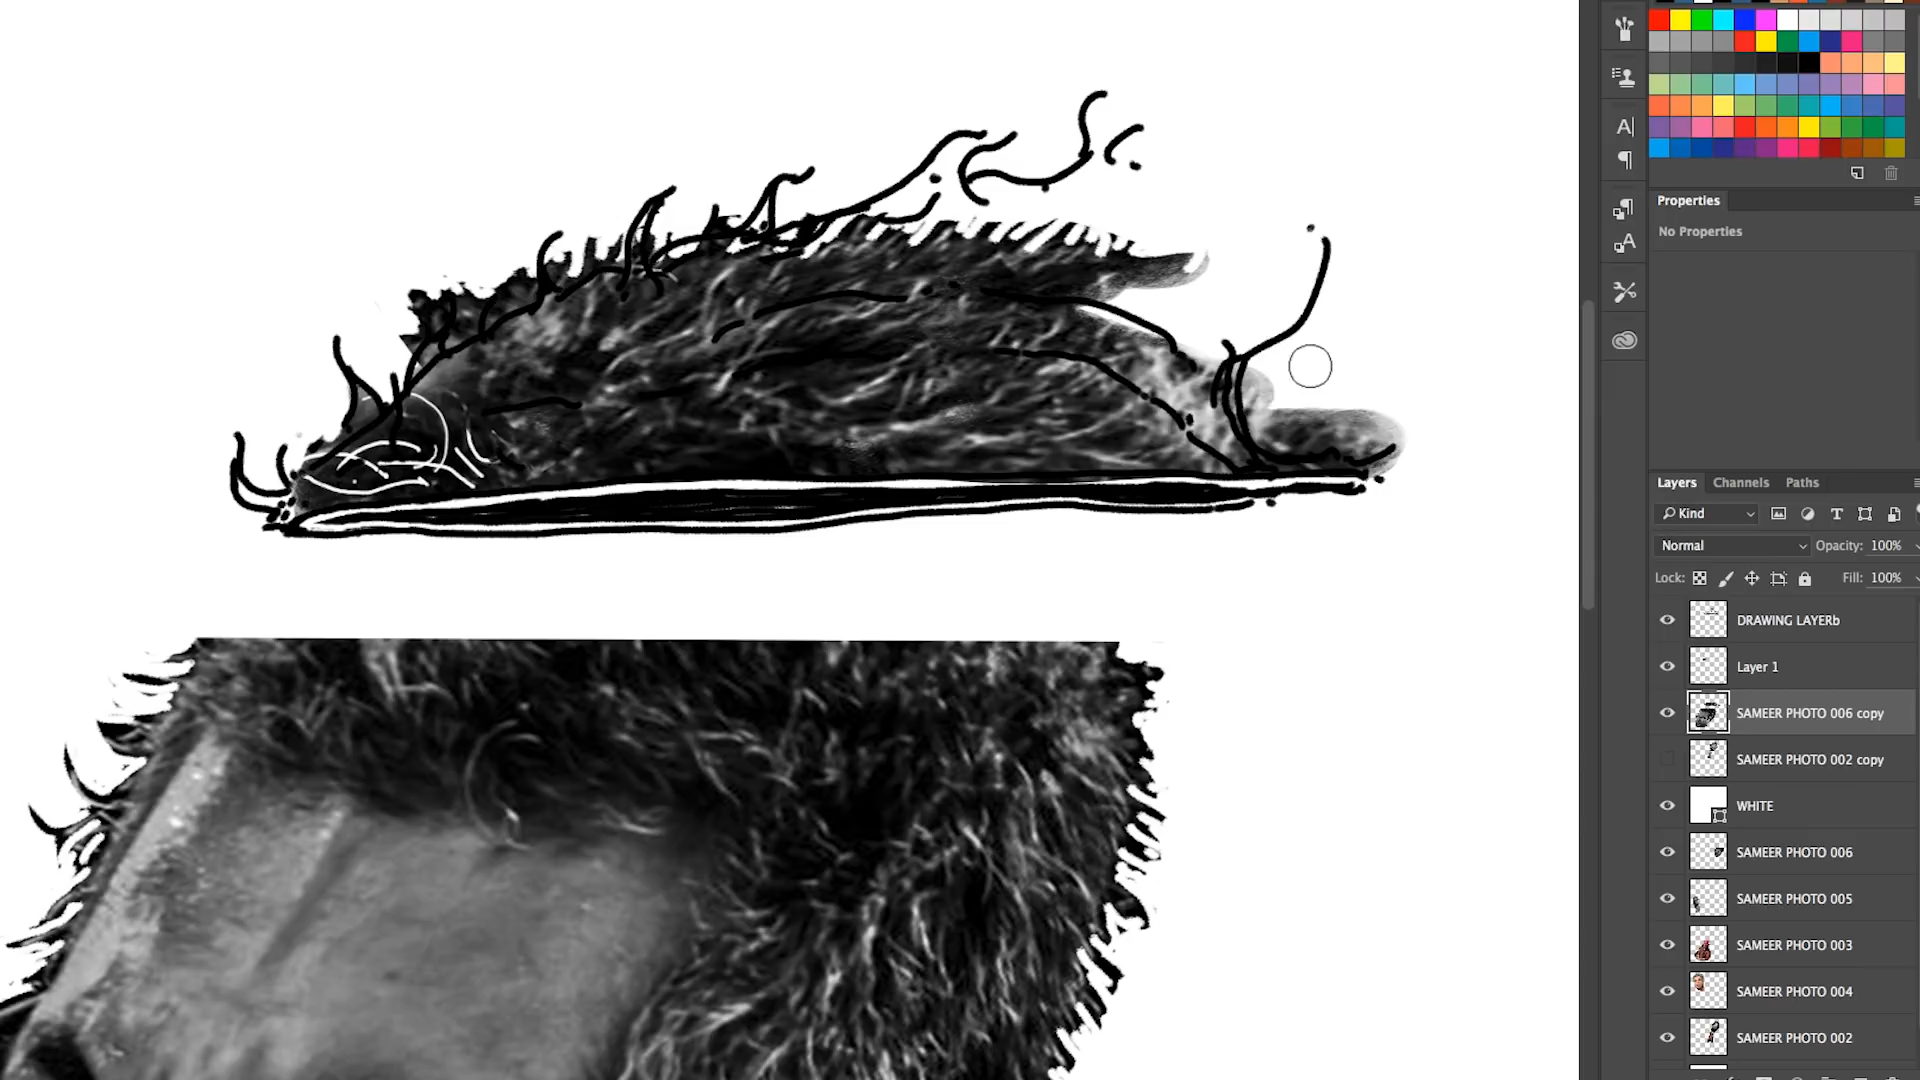 Properties
No Properties
Layers Channels Paths
Kind
Normal Opacity: 100%
Lock: Fill: 100%
DRAWING LAYERb
Layer 1
SAMEER PHOTO 006 copy
SAMEER PHOTO 002 copy
WHITE
SAMEER PHOTO 006
SAMEER PHOTO 005
SAMEER PHOTO 003
SAMEER PHOTO 004
SAMEER PHOTO 002